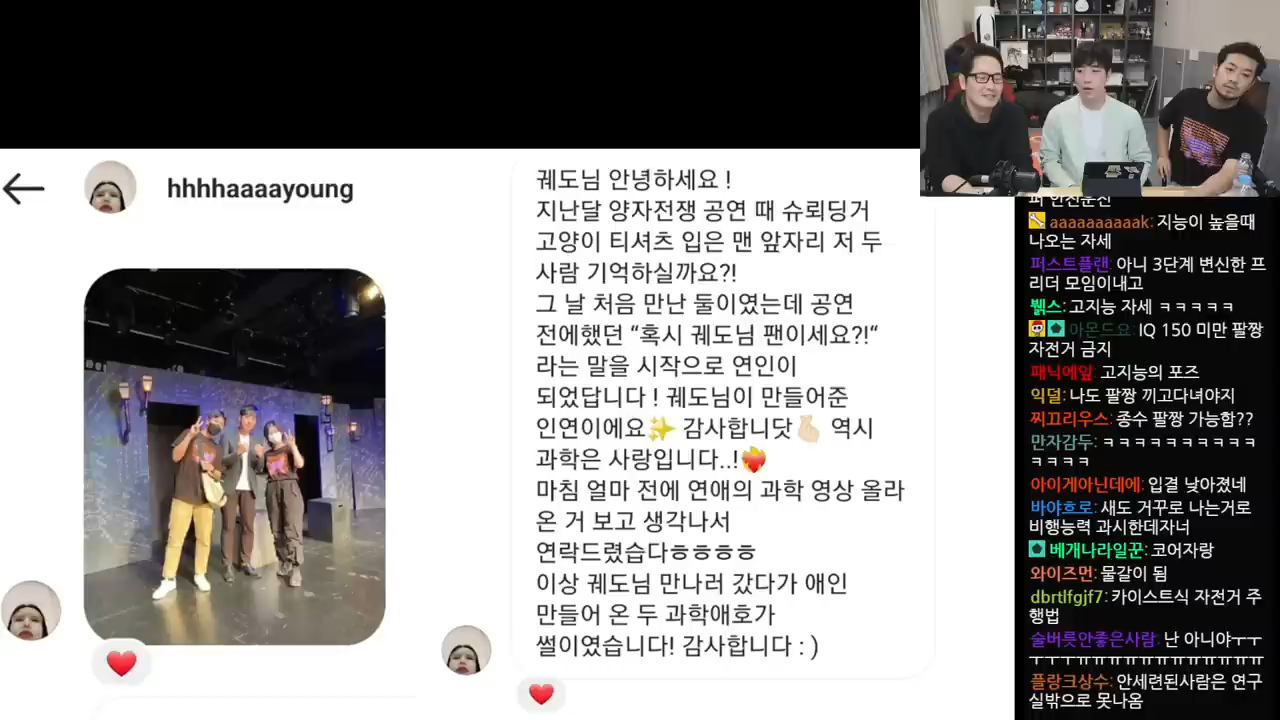 hhhhaaaayoung
궤도님 안녕하세요 !
지난달 양자전쟁 공연 때 슈뢰딩거
고양이 티셔츠 입은 맨 앞자리 저 두
사람 기억하실까요?!
그 날 처음 만난 둘이였는데 공연
전에했던 “혹시 궤도님 팬이세요?!“
라는 말을 시작으로 연인이
되었답니다 ! 궤도님이 만들어준
인연이에요✨ 감사합니닷🫰🏻 역시
과학은 사랑입니다..!❤️‍🔥
마침 얼마 전에 연애의 과학 영상 올라
온 거 보고 생각나서
연락드렸습다ㅎㅎㅎㅎ
이상 궤도님 만나러 갔다가 애인
만들어 온 두 과학애호가
썰이였습니다! 감사합니다 : )
퍼 안전운전
aaaaaaaaaak: 지능이 높을때
나오는 자세
퍼스트플랜: 아니 3단계 변신한 프
리더 모임이내고
뷁스: 고지능 자세 ㅋㅋㅋㅋㅋ
아몬드요: IQ 150 미만 팔짱
자전거 금지
패닉에잎: 고지능의 포즈
익덜: 나도 팔짱 끼고다녀야지
찌끄리우스: 종수 팔짱 가능함??
만자감두: ㅋㅋㅋㅋㅋㅋㅋㅋㅋㅋ
ㅋㅋㅋㅋ
아이게아닌데에: 입결 낮아졌네
바야흐로: 새도 거꾸로 나는거로
비행능력 과시한데자너
베개나라일꾼: 코어자랑
와이즈먼: 물갈이 됨
dbrtlfgjf7: 카이스트식 자전거 주
행법
술버릇안좋은사람: 난 아니야ㅜㅜ
ㅜㅜㅜㅠㅠㅠㅠㅠㅠㅠㅠㅠㅠㅠㅠㅠ
플랑크상수: 안세련된사람은 연구
실밖으로 못나옴